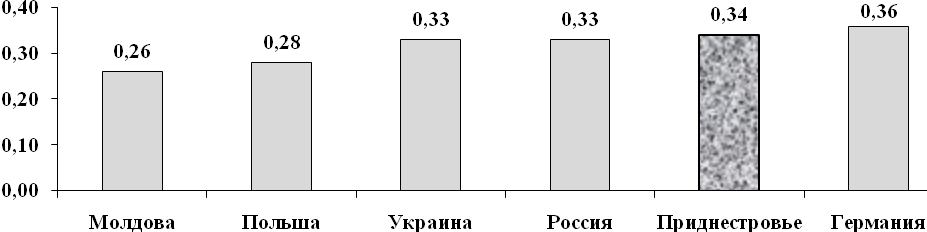 0,40
0,30
0,20
0,10
0,00
0,26
0,28
0,33
0,33
0,34
0,36
Молдова
Польша
Украина
Россия
Приднестровье
Германия